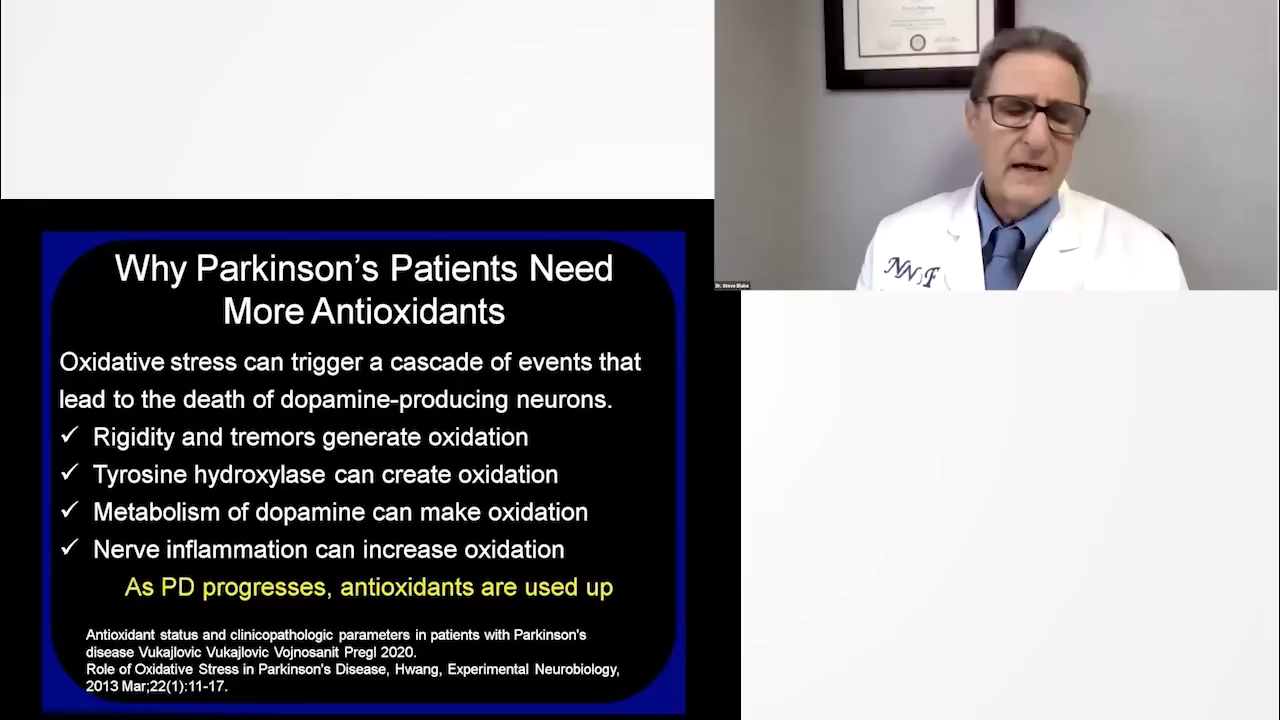 Why Parkinson's Patients Need
More Antioxidants
Oxidative stress can trigger a cascade of events that
lead to the death of dopamine-producing neurons.
✓ Rigidity and tremors generate oxidation
✓ Tyrosine hydroxylase can create oxidation
✓ Metabolism of dopamine can make oxidation
✓ Nerve inflammation can increase oxidation
As PD progresses, antioxidants are used up
Antioxidant status and clinicopathologic parameters in patients with Parkinson's
disease Vukajlovic Vukajlovic Vojnosanit Pregl 2020.
Role of Oxidative Stress in Parkinson's Disease, Hwang, Experimental Neurobiology,
2013 Mar;22(1):11-17.
Dr. Steve Blake